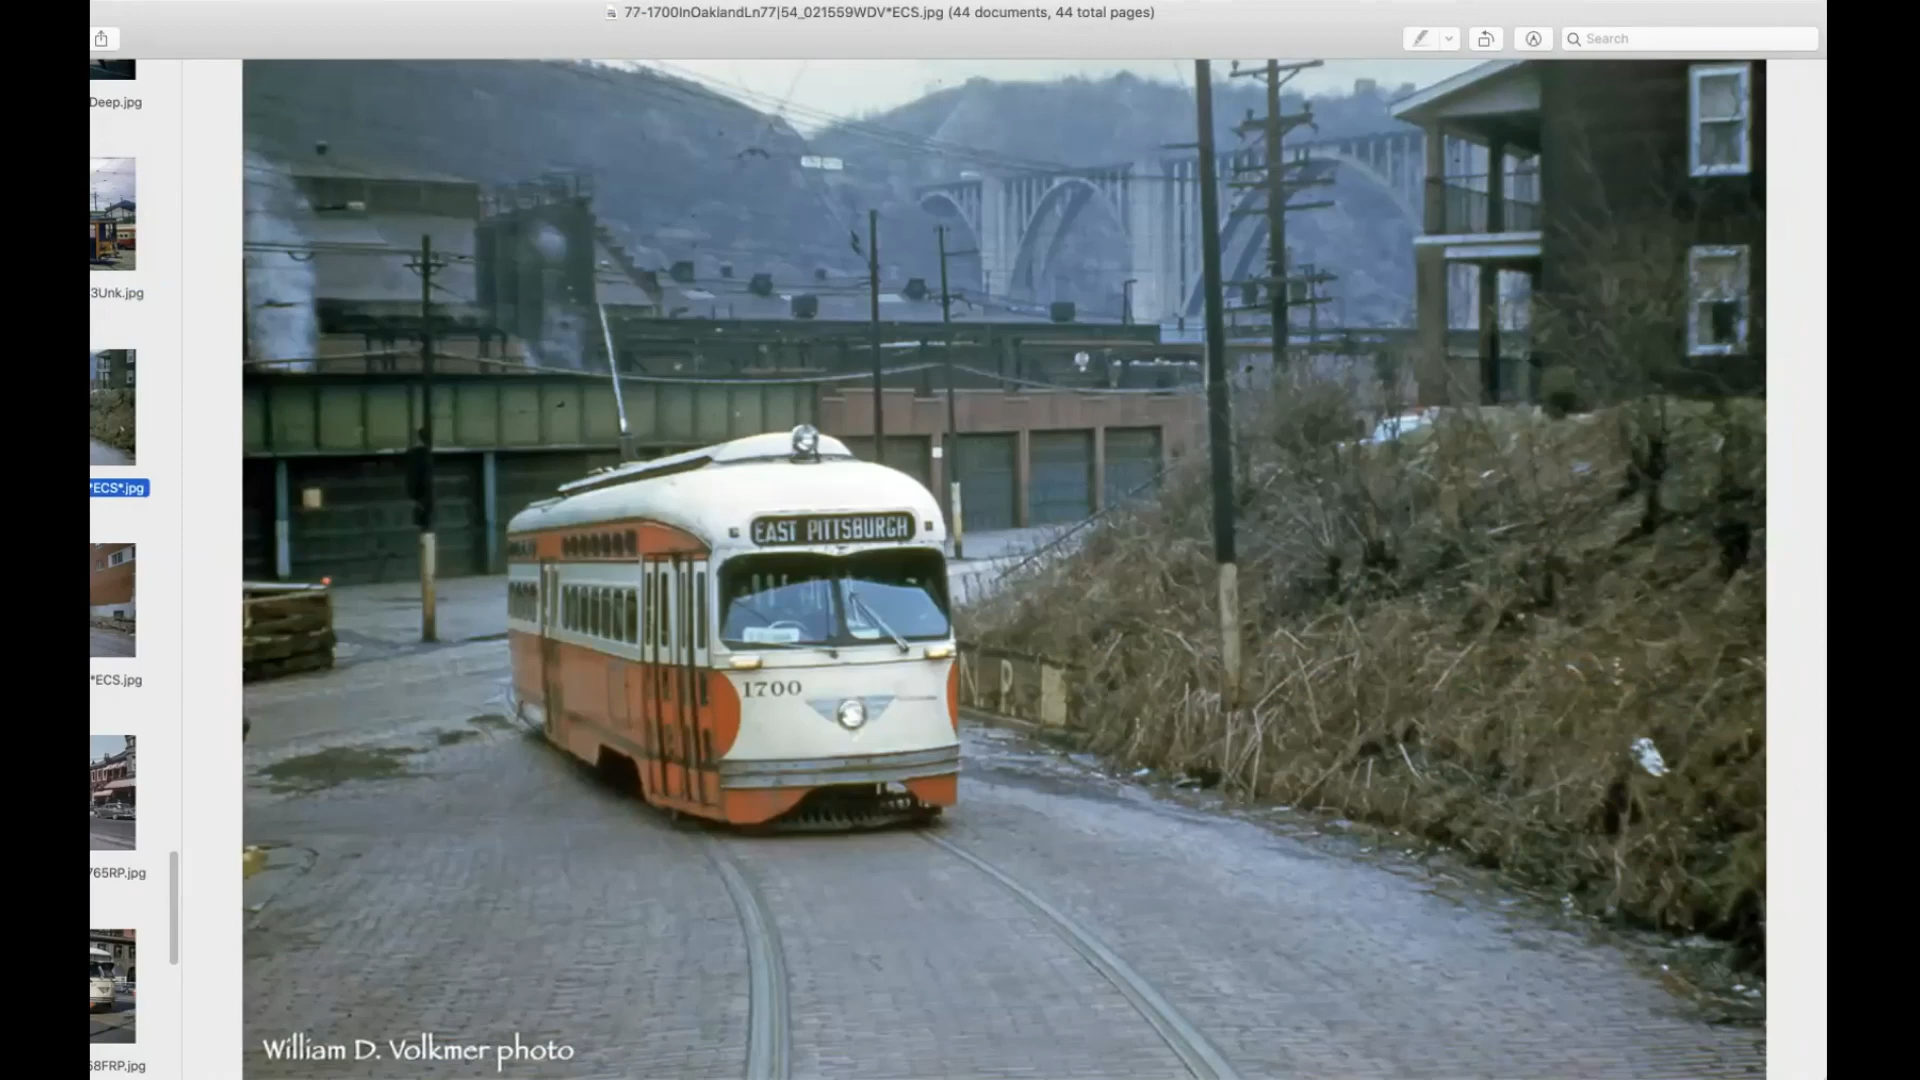 77-1700InOaklandLn77|54_021559WDV*ECS.jpg (44 documents, 44 total pages)
Search
Deep.jpg
3Unk.jpg
*ECS*.jpg
*ECS.jpg
765RP.jpg
58FRP.jpg
EAST PITTSBURGH
1700
N. R.
William D. Volkmer photo